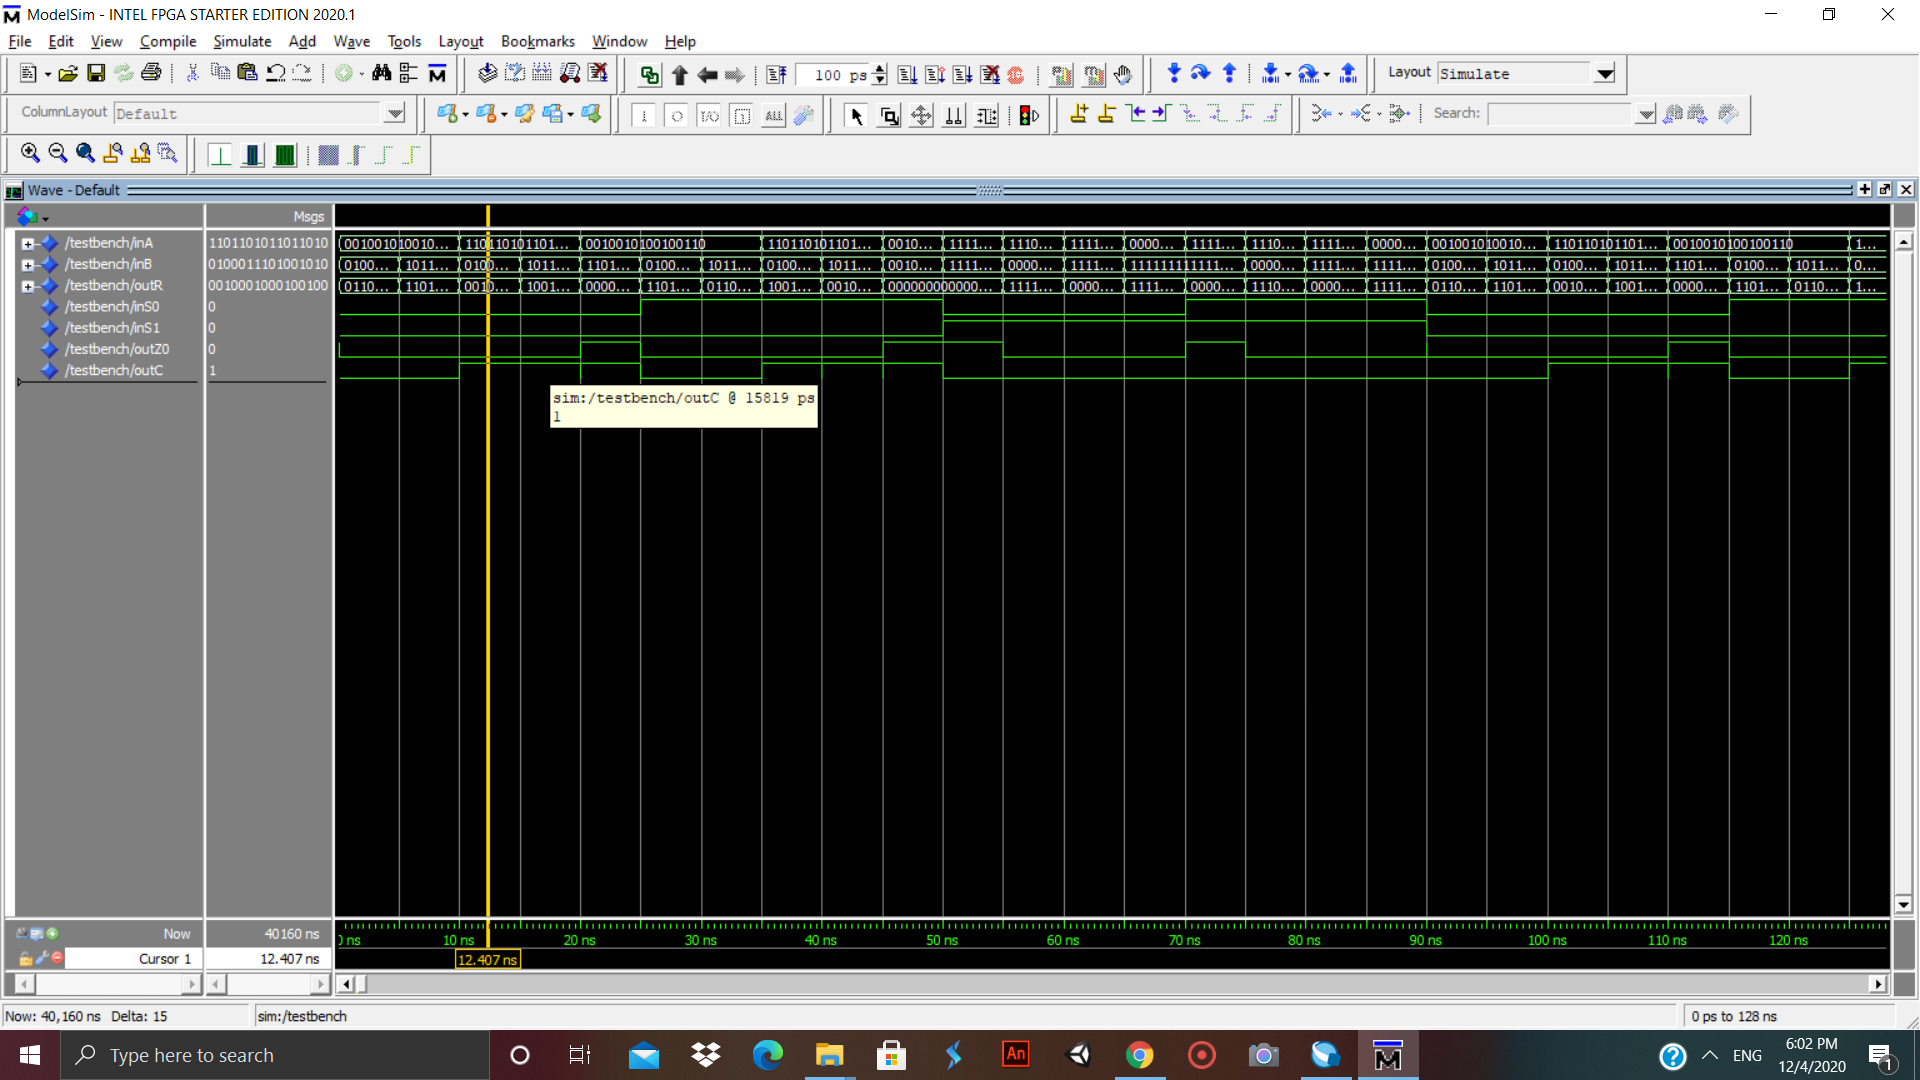 ModelSim - INTEL FPGA STARTER EDITION 2020.1
File Edit View Compile Simulate Add Wave Tools Layout Bookmarks Window Help
100 ps
Layout Simulate
ColumnLayout Default
ALL
Search:
Wave - Default
Msgs
/testbench/inA 1101101011011010 001001010010... 110110101101... 0010010100100110 110110101101... 0010... 1111... 1110... 1111... 0000... 1111... 1110... 1111... 0000... 001001010010... 110110101101... 0010010100100110 1...
/testbench/inB 0100011101001010 0100... 1011... 0100... 1011... 1101... 0100... 1011... 0100... 1011... 0010... 1111... 0000... 1111... 111111111111... 0000... 1111... 1111... 0100... 1011... 0100... 1011... 1101... 0100... 1011... 0...
/testbench/outR 0010001000100100 0110... 1101... 0010... 1001... 0000... 1101... 0110... 1001... 0010... 000000000000... 1111... 0000... 1111... 0000... 1110... 0000... 1111... 0110... 1101... 0010... 1001... 0000... 1101... 0110... 1...
/testbench/inS0 0
/testbench/inS1 0
/testbench/outZ0 0
/testbench/outC 1
sim:/testbench/outC @ 15819 ps
1
Now 40160 ns
10 ns 20 ns 30 ns 40 ns 50 ns 60 ns 70 ns 80 ns 90 ns 100 ns 110 ns 120 ns
Cursor 1 12.407 ns 12.407 ns
Now: 40,160 ns Delta: 15 sim:/testbench 0 ps to 128 ns
Type here to search
An
ENG
6:02 PM
12/4/2020
1